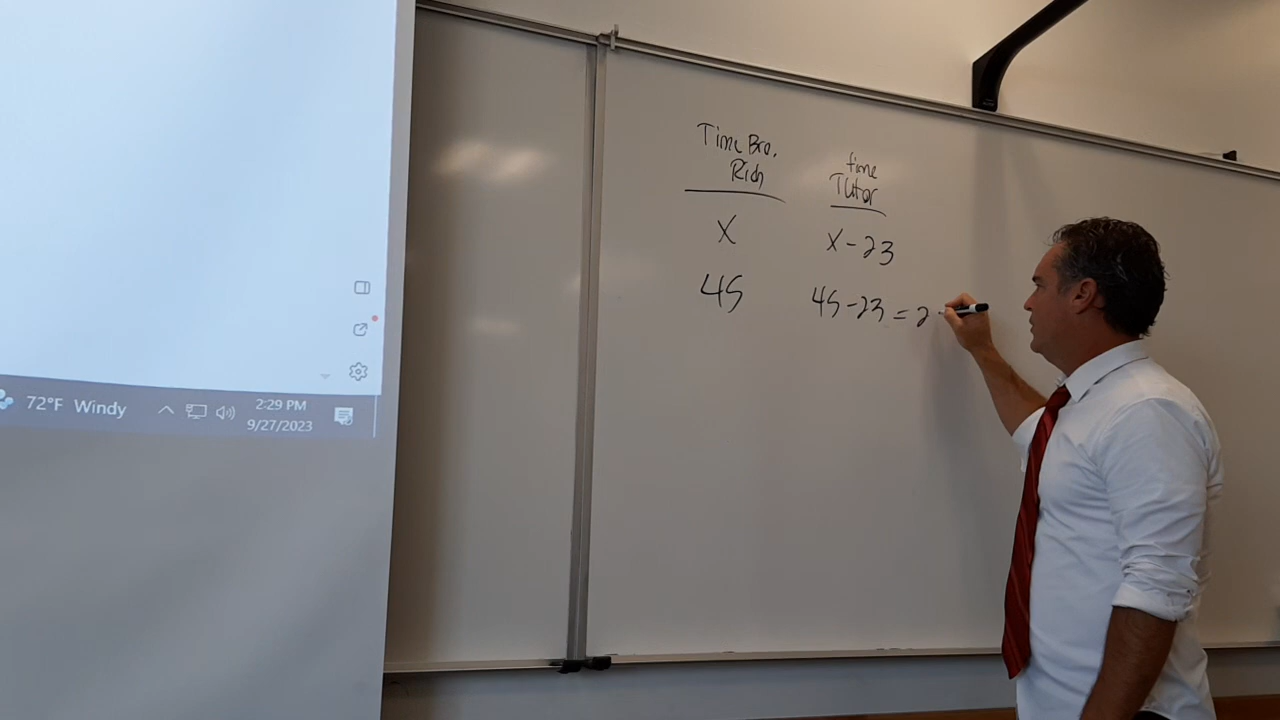 Time Bro.
Rich
time
Tutor
X
X-23
45
45-23=2
72°F Windy
2:29 PM
9/27/2023